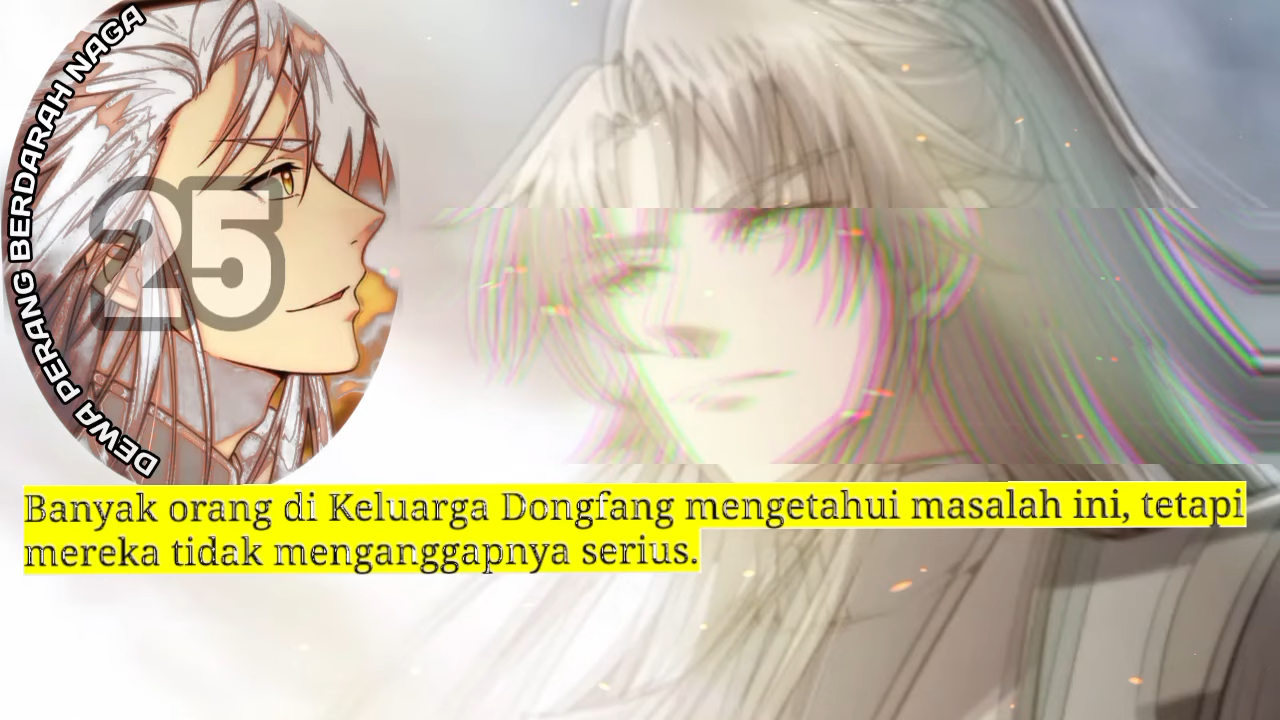 DEWA PERANG BERDARAH NAGA
25
Banyak orang di Keluarga Dongfang mengetahui masalah ini, tetapi
mereka tidak menganggapnya serius.